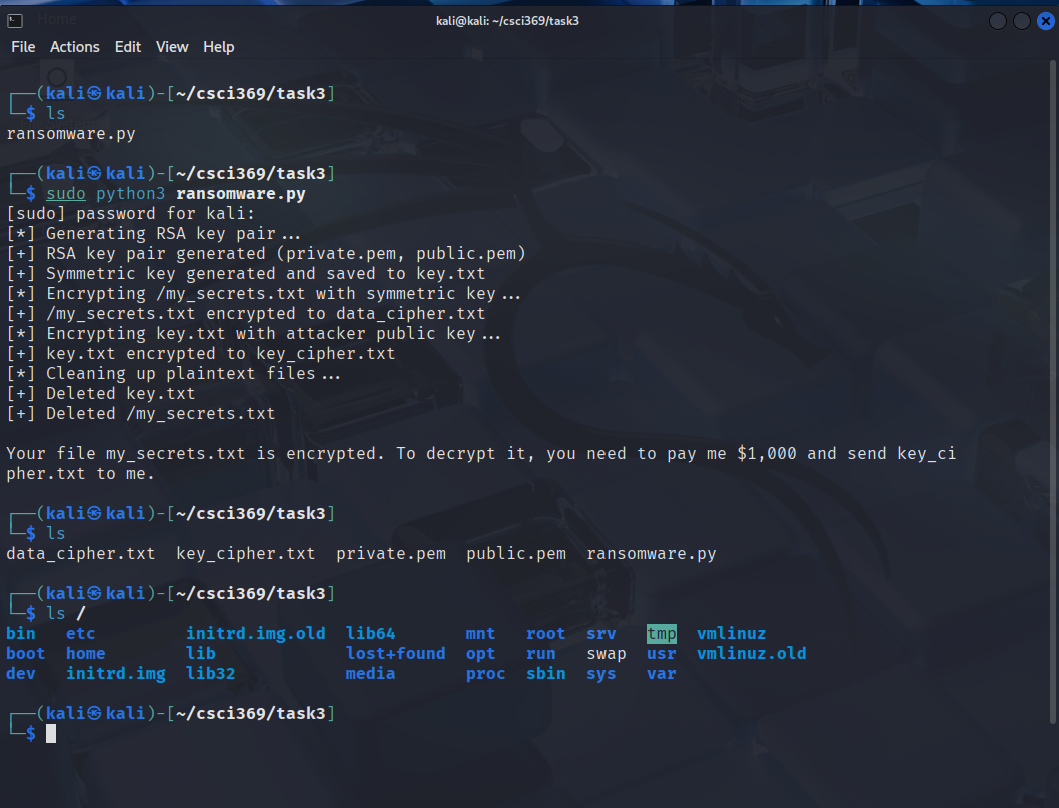 Home
kali@kali: ~/csci369/task3
File Actions Edit View Help
┌──(kali㉿kali)-[~/csci369/task3]
└─$ ls
ransomware.py
┌──(kali㉿kali)-[~/csci369/task3]
└─$ sudo python3 ransomware.py
[sudo] password for kali:
[*] Generating RSA key pair...
[+] RSA key pair generated (private.pem, public.pem)
[+] Symmetric key generated and saved to key.txt
[*] Encrypting /my_secrets.txt with symmetric key...
[+] /my_secrets.txt encrypted to data_cipher.txt
[*] Encrypting key.txt with attacker public key...
[+] key.txt encrypted to key_cipher.txt
[*] Cleaning up plaintext files...
[+] Deleted key.txt
[+] Deleted /my_secrets.txt
Your file my_secrets.txt is encrypted. To decrypt it, you need to pay me $1,000 and send key_ci
pher.txt to me.
┌──(kali㉿kali)-[~/csci369/task3]
└─$ ls
data_cipher.txt key_cipher.txt private.pem public.pem ransomware.py
┌──(kali㉿kali)-[~/csci369/task3]
└─$ ls /
bin etc initrd.img.old lib64 mnt root srv tmp vmlinuz
boot home lib lost+found opt run swap usr vmlinuz.old
dev initrd.img lib32 media proc sbin sys var
┌──(kali㉿kali)-[~/csci369/task3]
└─$